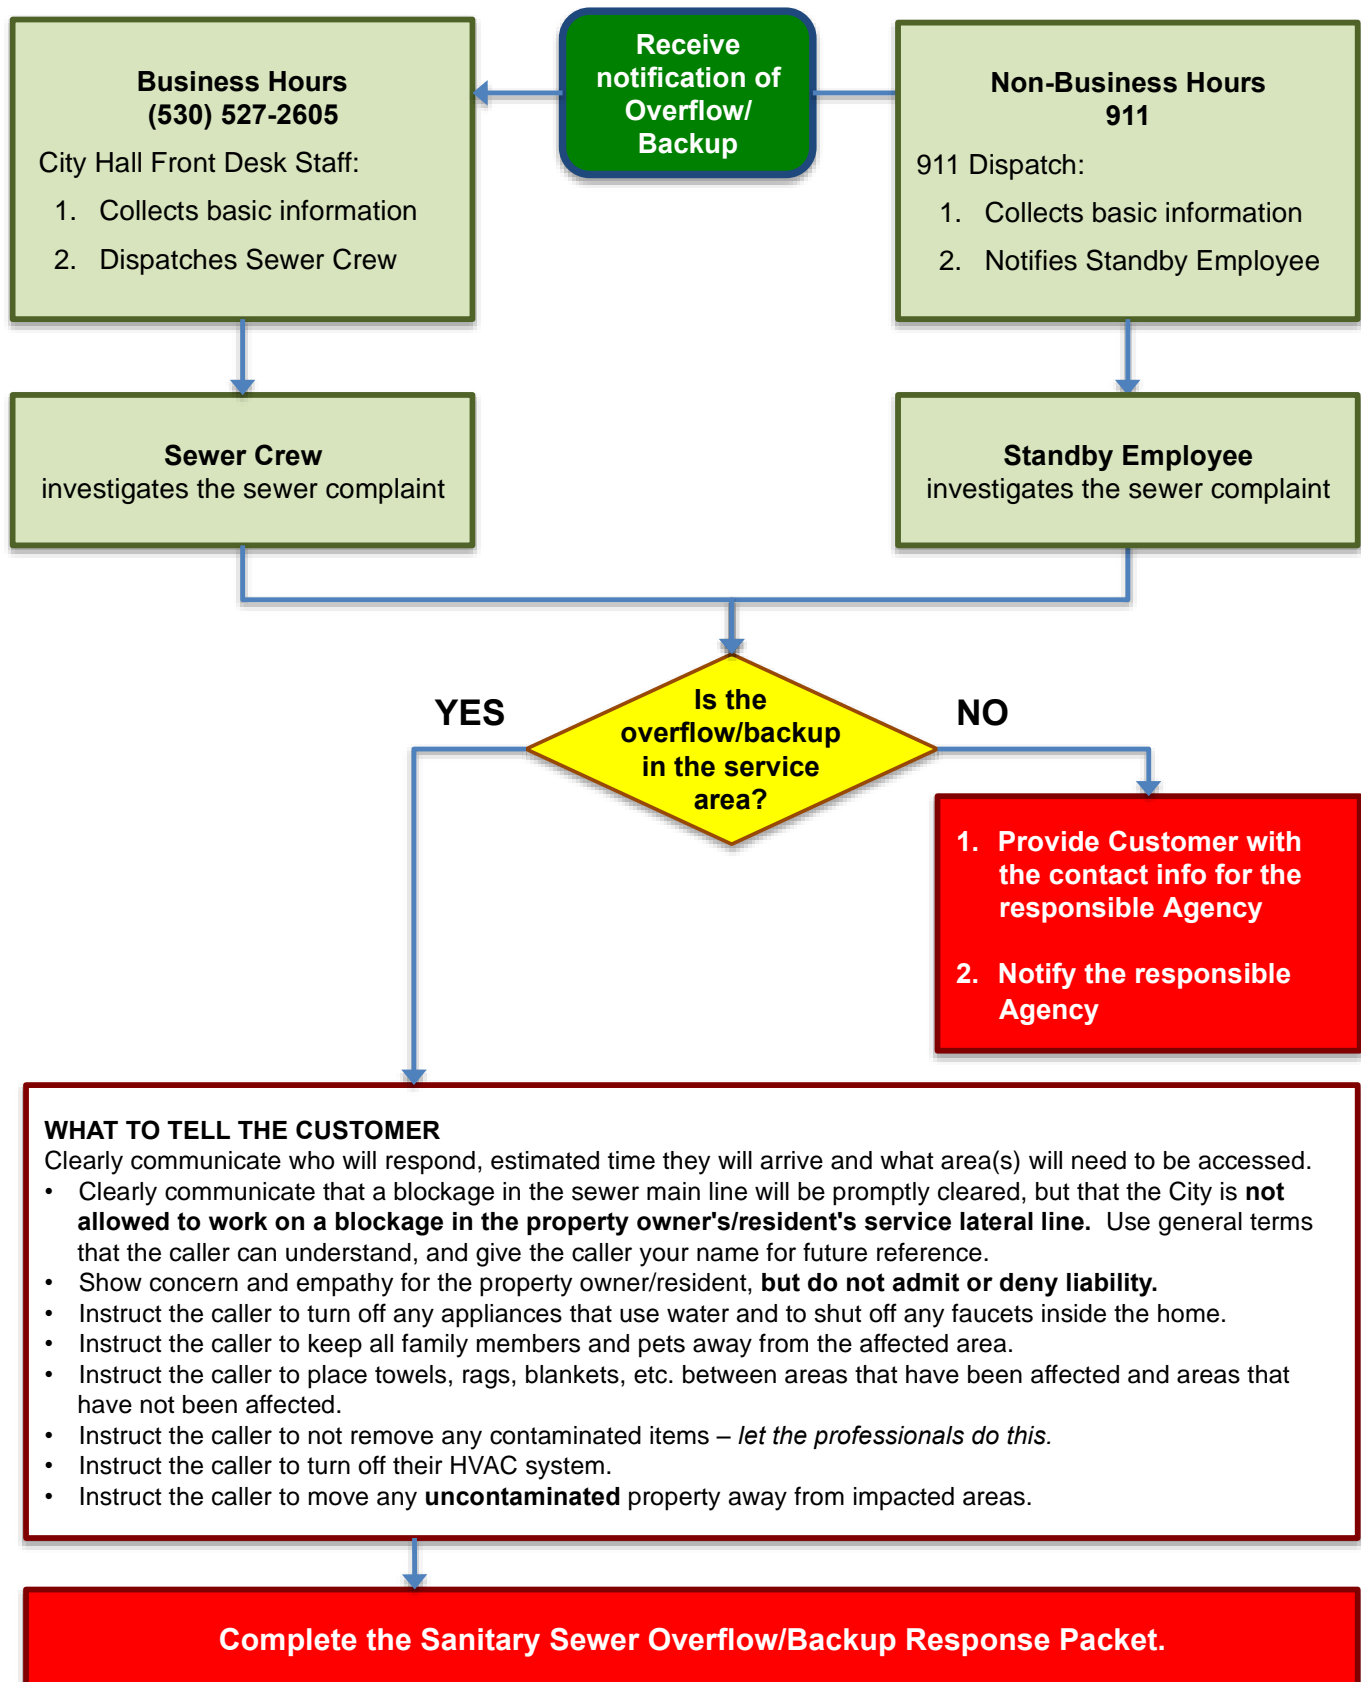 Receive
notification of
Overflow/
Backup
Business Hours
(530) 527-2605
City Hall Front Desk Staff:
1. Collects basic information
2. Dispatches Sewer Crew
Non-Business Hours
911
911 Dispatch:
1. Collects basic information
2. Notifies Standby Employee
Sewer Crew
investigates the sewer complaint
Standby Employee
investigates the sewer complaint
Is the
overflow/backup
in the service
area?
YES
NO
1. Provide Customer with
the contact info for the
responsible Agency
2. Notify the responsible
Agency
WHAT TO TELL THE CUSTOMER
Clearly communicate who will respond, estimated time they will arrive and what area(s) will need to be accessed.
• Clearly communicate that a blockage in the sewer main line will be promptly cleared, but that the City is not
allowed to work on a blockage in the property owner's/resident's service lateral line. Use general terms
that the caller can understand, and give the caller your name for future reference.
• Show concern and empathy for the property owner/resident, but do not admit or deny liability.
• Instruct the caller to turn off any appliances that use water and to shut off any faucets inside the home.
• Instruct the caller to keep all family members and pets away from the affected area.
• Instruct the caller to place towels, rags, blankets, etc. between areas that have been affected and areas that
have not been affected.
• Instruct the caller to not remove any contaminated items – let the professionals do this.
• Instruct the caller to turn off their HVAC system.
• Instruct the caller to move any uncontaminated property away from impacted areas.
Complete the Sanitary Sewer Overflow/Backup Response Packet.